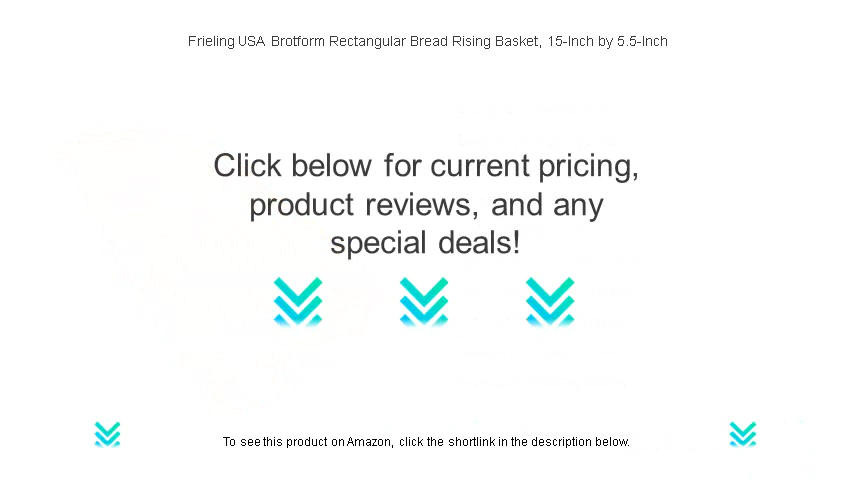 Frieling USA Brotform Rectangular Bread Rising Basket, 15-Inch by 5.5-Inch
Click below for current pricing,
product reviews, and any
special deals!
To see this product on Amazon, click the shortlink in the description below.